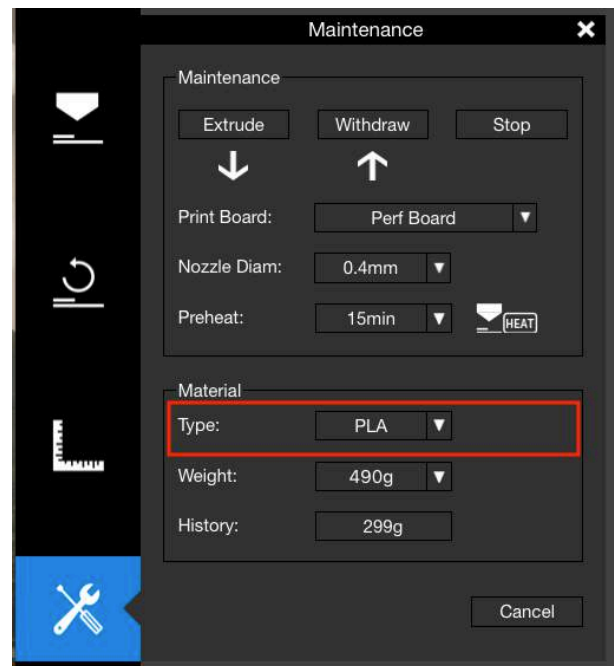 Maintenance
Maintenance
Extrude Withdraw Stop
Print Board: Perf Board
Nozzle Diam: 0.4mm
Preheat: 15min HEAT
Material
Type: PLA
Weight: 490g
History: 299g
Cancel